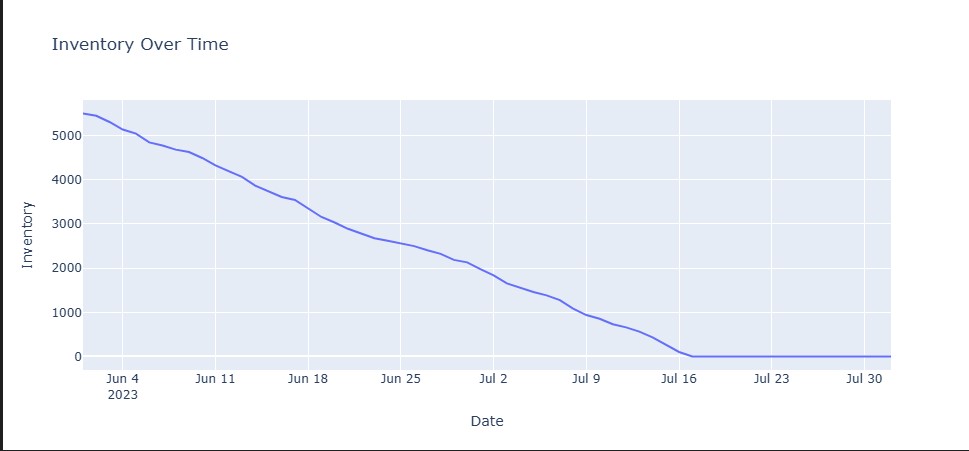 Inventory Over Time
Inventory
5000
4000
3000
2000
1000
0
Jun 4 Jun 11 Jun 18 Jun 25 Jul 2 Jul 9 Jul 16 Jul 23 Jul 30
2023
Date